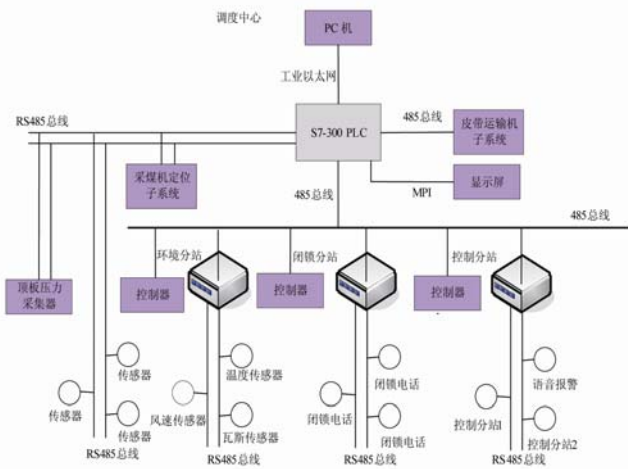 调度中心
PC 机
工业以太网
RS485总线
S7-300 PLC
485总线
皮带运输机
子系统
采煤机定位
子系统
485总线
MPI
显示屏
485总线
环境分站
闭锁分站
控制分站
顶板压力
采集器
控制器
控制器
控制器
传感器
温度传感器
闭锁电话
语音报警
传感器
风速传感器
闭锁电话
控制分站1
传感器
瓦斯传感器
闭锁电话
控制分站2
RS485总线
RS485总线
RS485总线
RS485总线